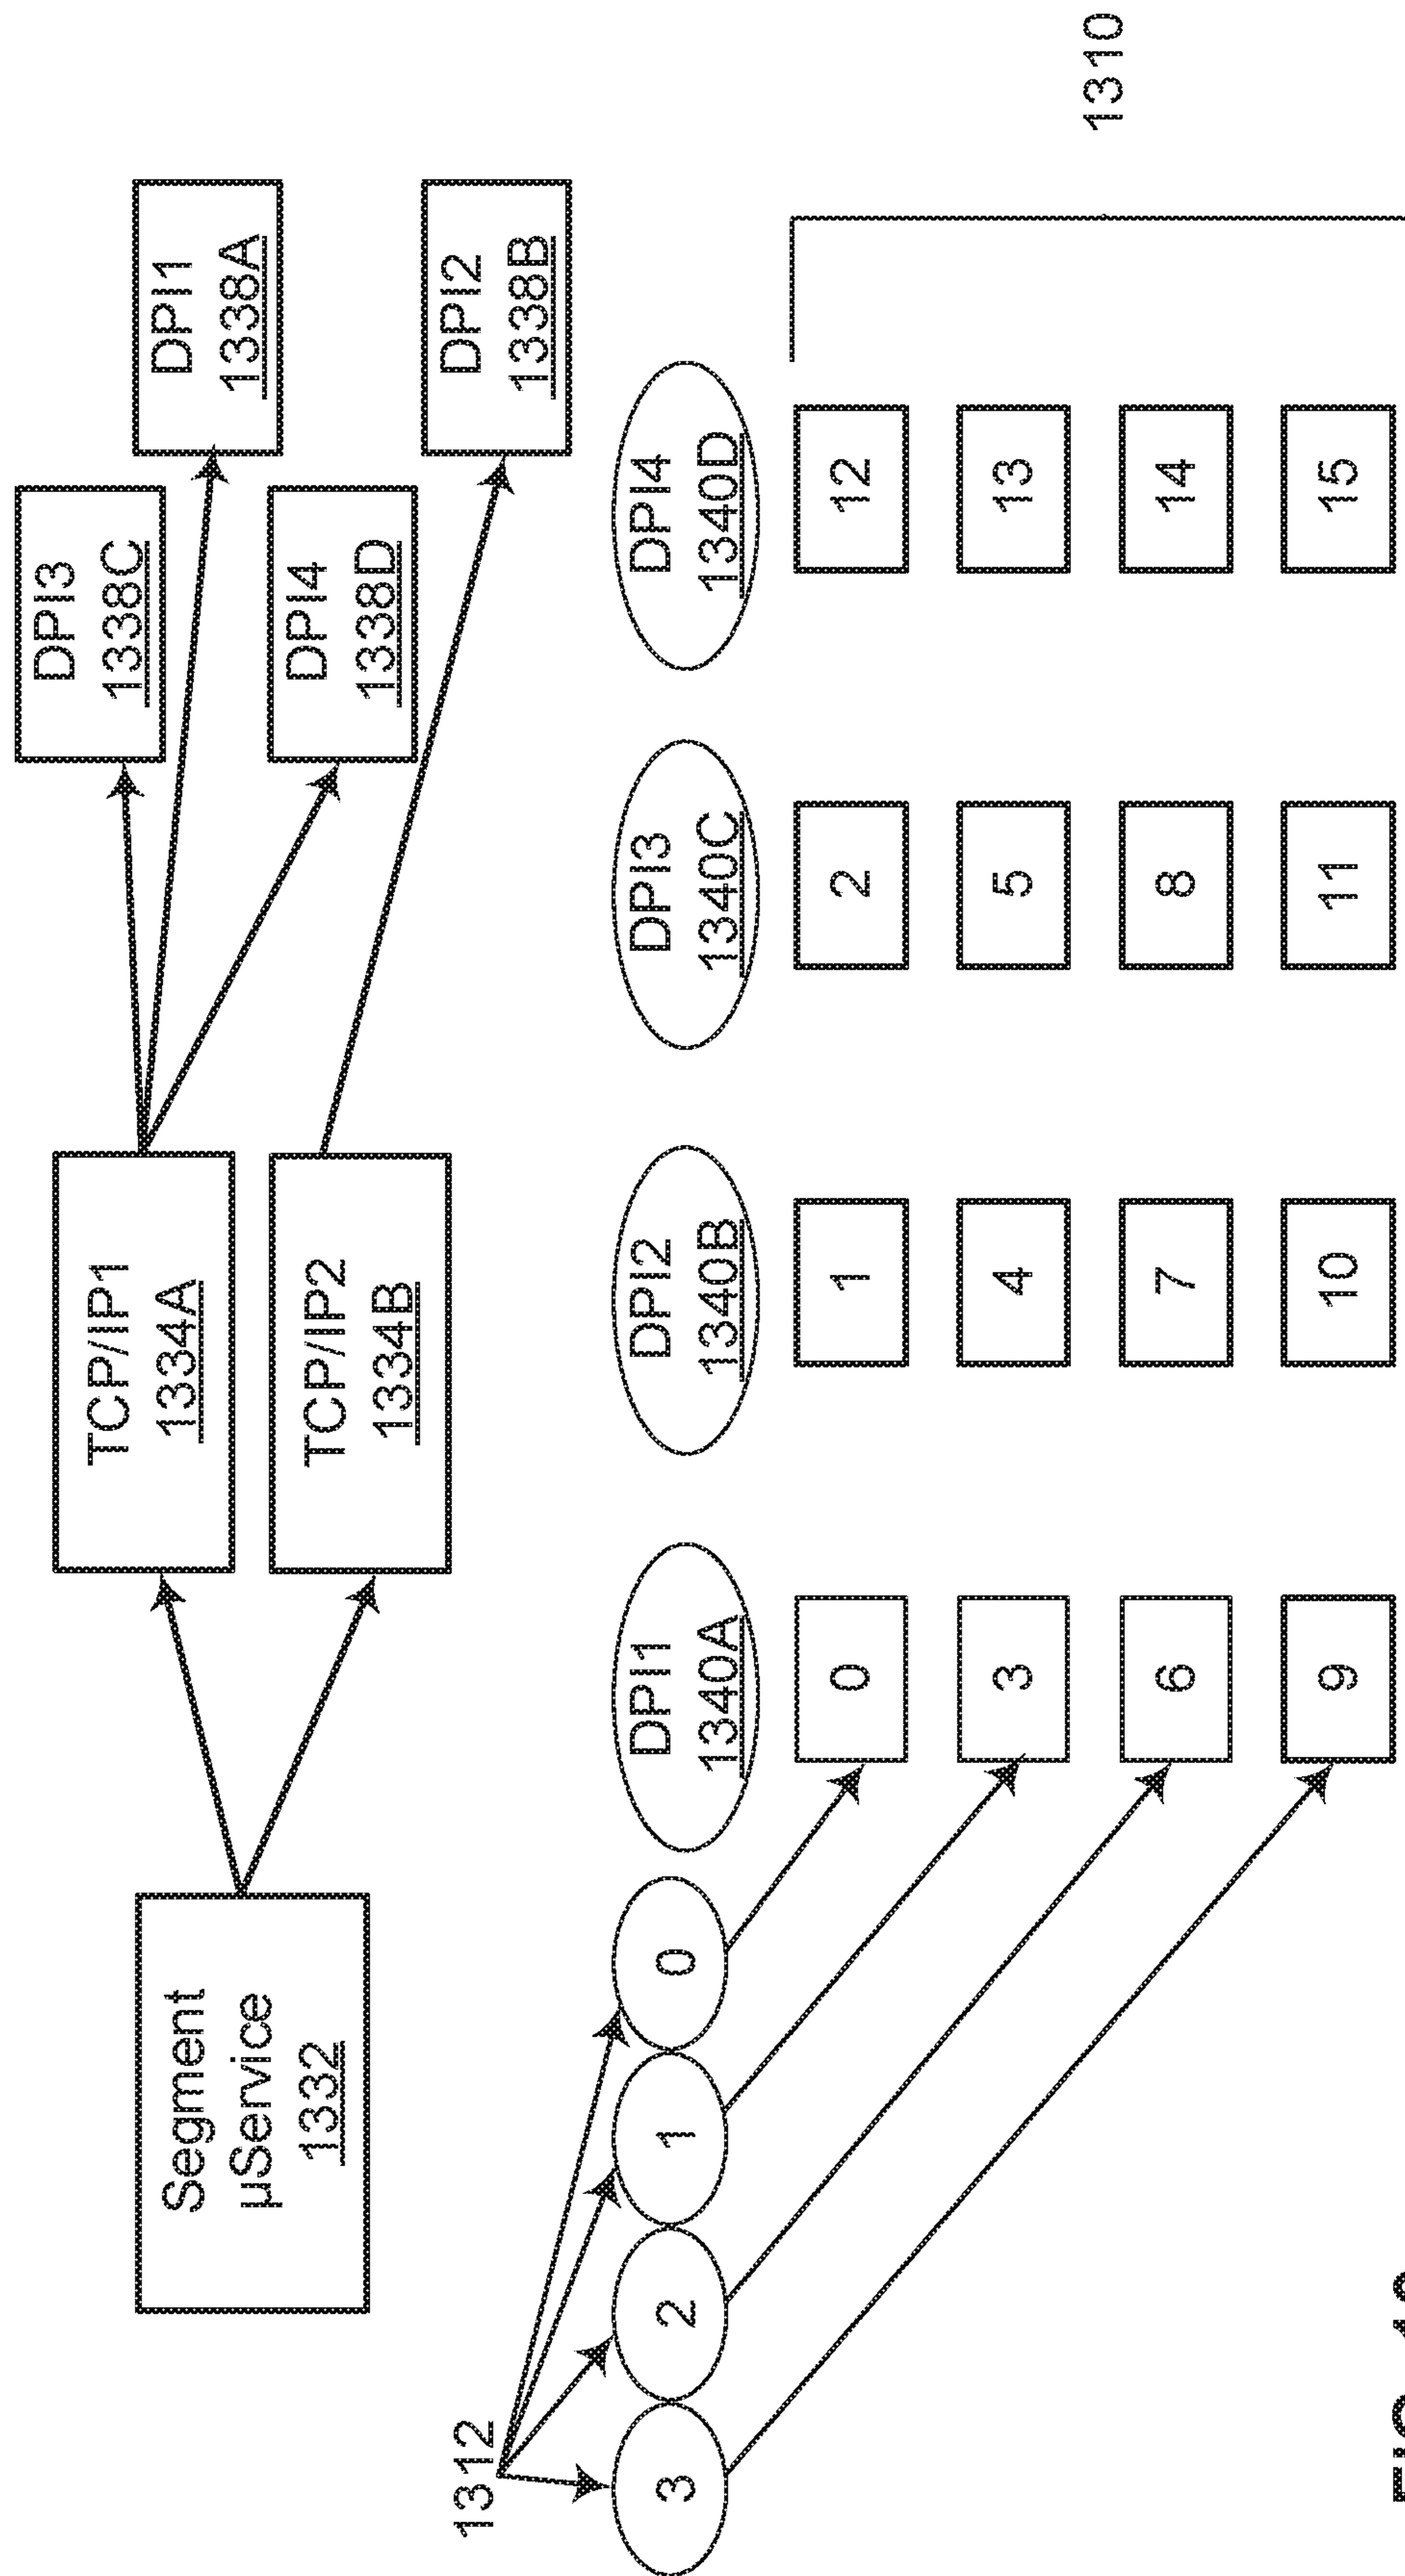 Segment
µService
1332
TCP/IP1
1334A
TCP/IP2
1334B
DPI3
1338C
DPI1
1338A
DPI4
1338D
DPI2
1338B
1312
3
2
1
0
DPI1
1340A
DPI2
1340B
DPI3
1340C
DPI4
1340D
0
1
2
12
3
4
5
13
6
7
8
14
9
10
11
15
1310